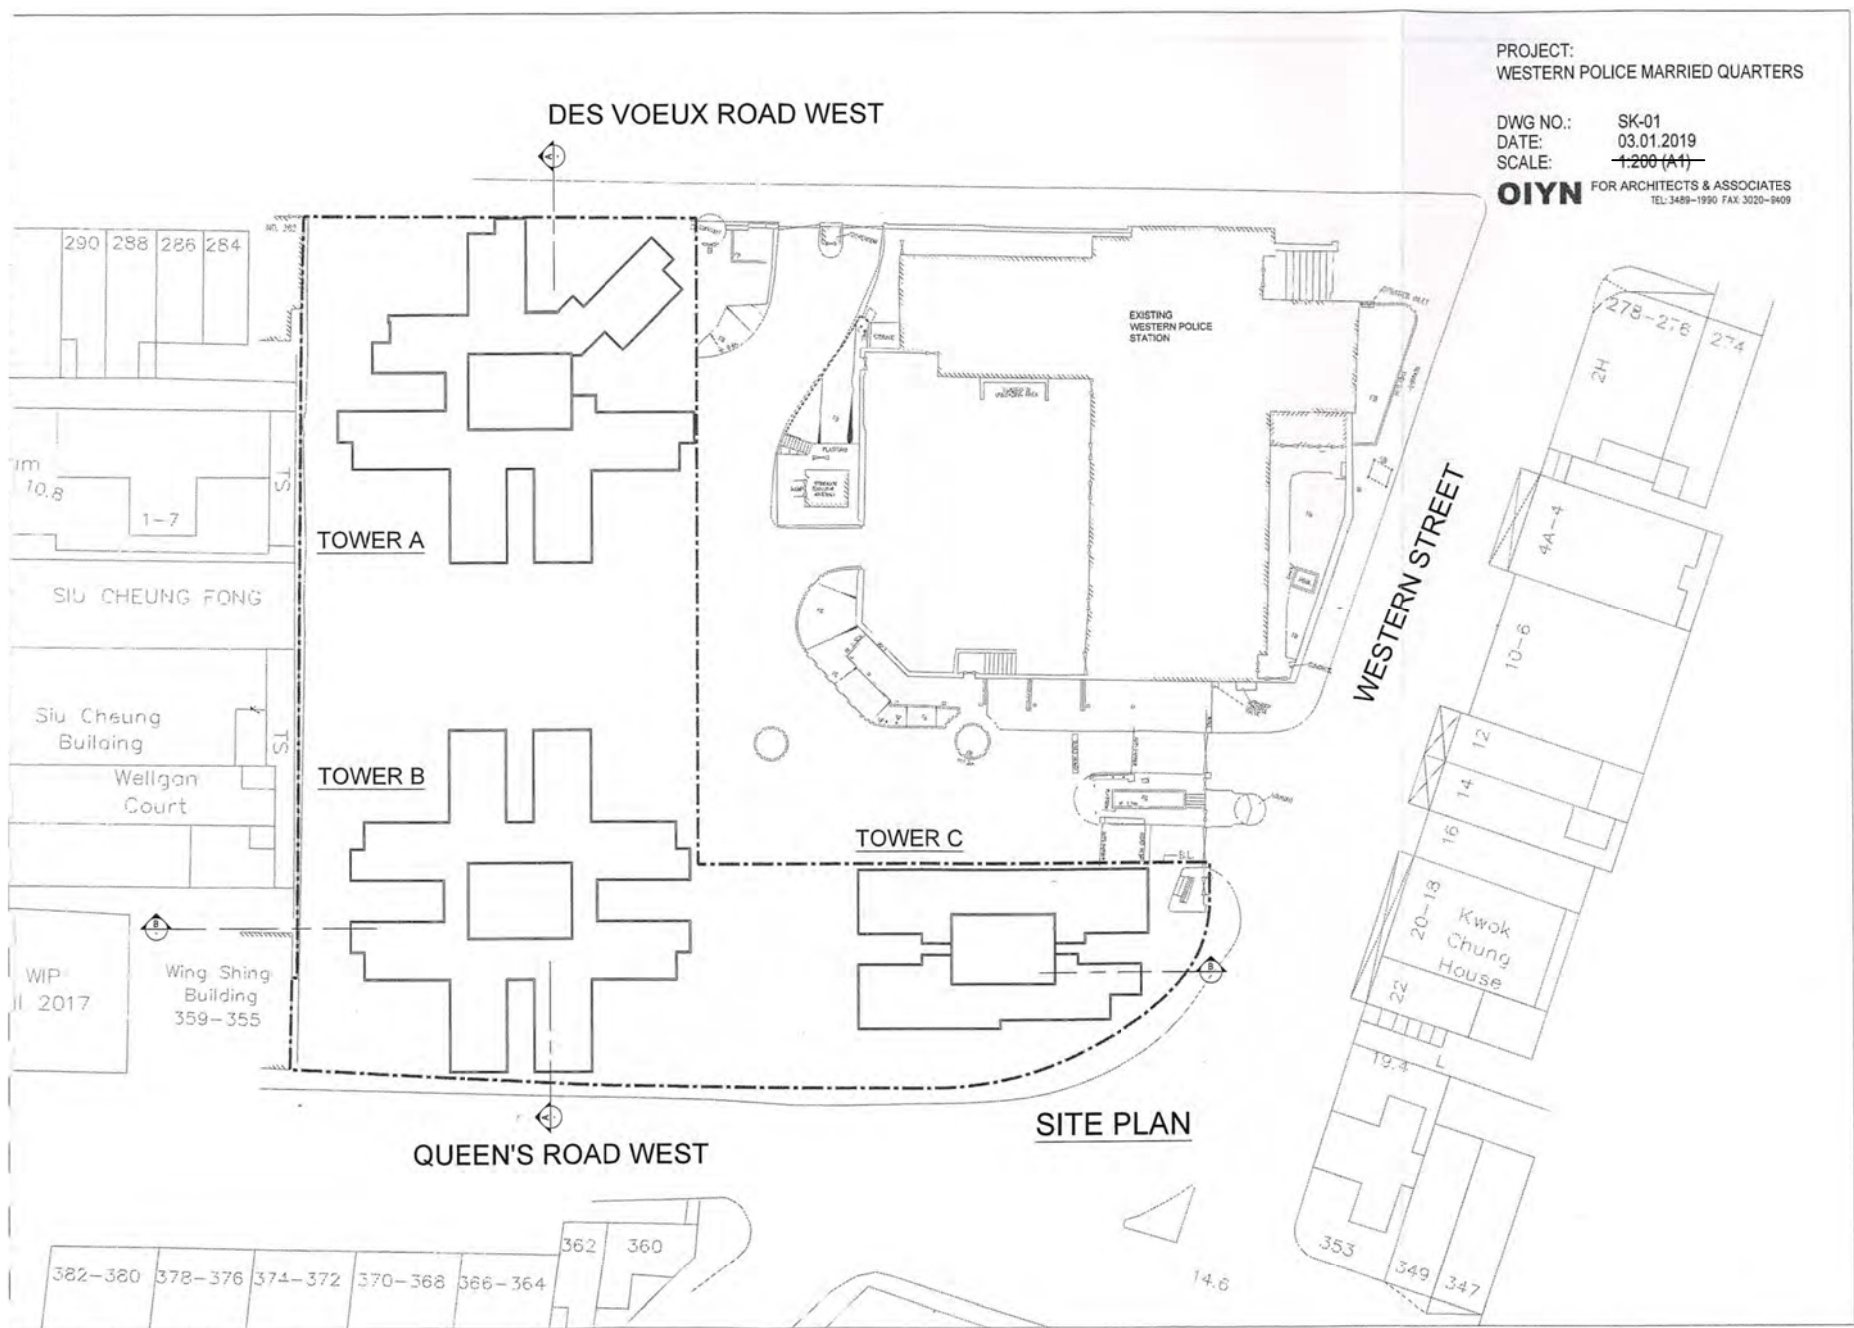 PROJECT:
WESTERN POLICE MARRIED QUARTERS
DWG NO.: SK-01
DATE: 03.01.2019
SCALE: 1:200 (A1)
OIYN FOR ARCHITECTS & ASSOCIATES
TEL: 3489-1990 FAX: 3020-9409
DES VOEUX ROAD WEST
A
290 288 286 284
NO. 362
EXISTING
WESTERN POLICE
STATION
278-276
274
2H
10.8
1-7
TS
TOWER A
PLANTER
4A-4
SIU CHEUNG FONG
WESTERN STREET
10-6
Siu Cheung
Building
TS
12
TOWER B
Wellgan
Court
14
16
TOWER C
20-18
Kwok
Chung
House
B
B
WIP
2017
Wing Shing
Building
359-355
22
19.4
A
SITE PLAN
QUEEN'S ROAD WEST
362
360
382-380 378-376 374-372 370-368 366-364
14.6
353
349
347